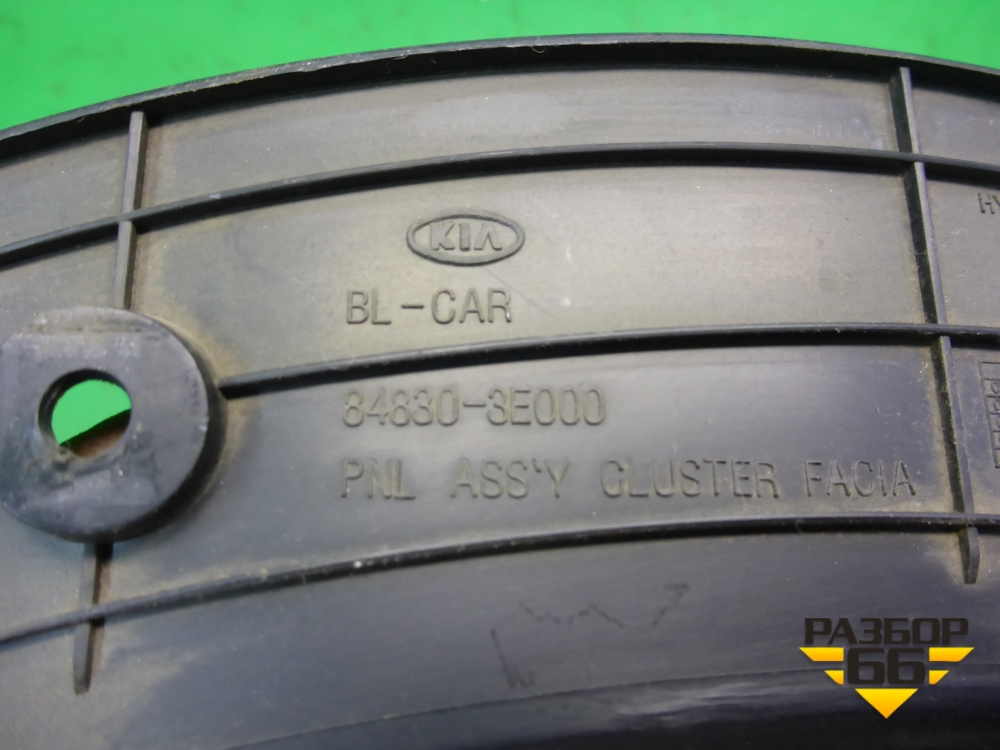 KIA
BL-CAR
84830-3E000
PNL ASS'Y CLUSTER FACIA
РАЗБОР
66